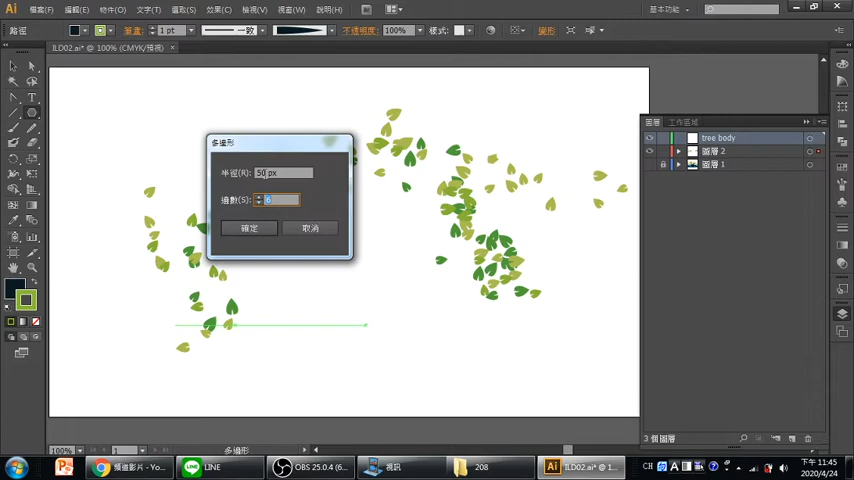 Ai 檔案(F) 編輯(E) 物件(O) 文字(T) 選取(S) 效果(C) 檢視(V) 視窗(W) 說明(H) Br 基本功能
路徑 筆畫: 1 pt 一致 不透明度: 100% 樣式: 變形
ILD02.ai* @ 100% (CMYK/預視) ×
多邊形
半徑(R): 50 px
邊數(S): 6
確定 取消
圖層 工作區域
tree body
圖層 2
圖層 1
3 個圖層
100% 1 多邊形
頻道影片 - Yo... LINE OBS 25.0.4 (6... 視訊 208 ILD02.ai* @ 1... CH 下午 11:45
2020/4/24